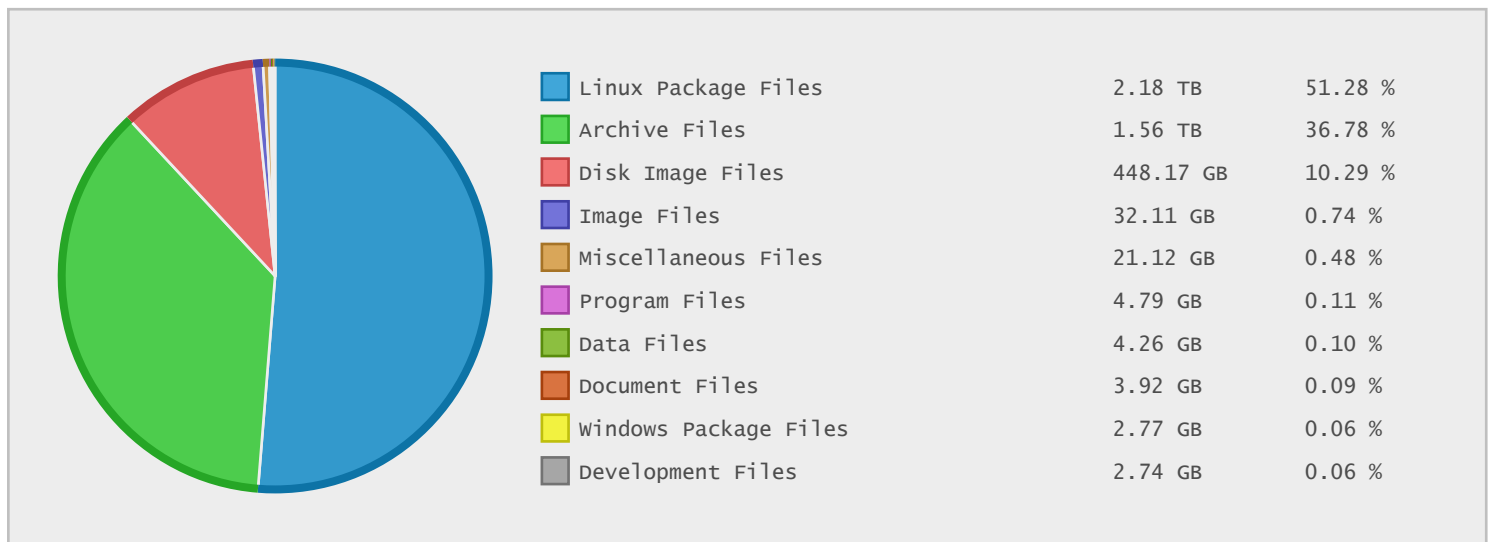 Linux Package Files 2.18 TB 51.28 %
Archive Files 1.56 TB 36.78 %
Disk Image Files 448.17 GB 10.29 %
Image Files 32.11 GB 0.74 %
Miscellaneous Files 21.12 GB 0.48 %
Program Files 4.79 GB 0.11 %
Data Files 4.26 GB 0.10 %
Document Files 3.92 GB 0.09 %
Windows Package Files 2.77 GB 0.06 %
Development Files 2.74 GB 0.06 %